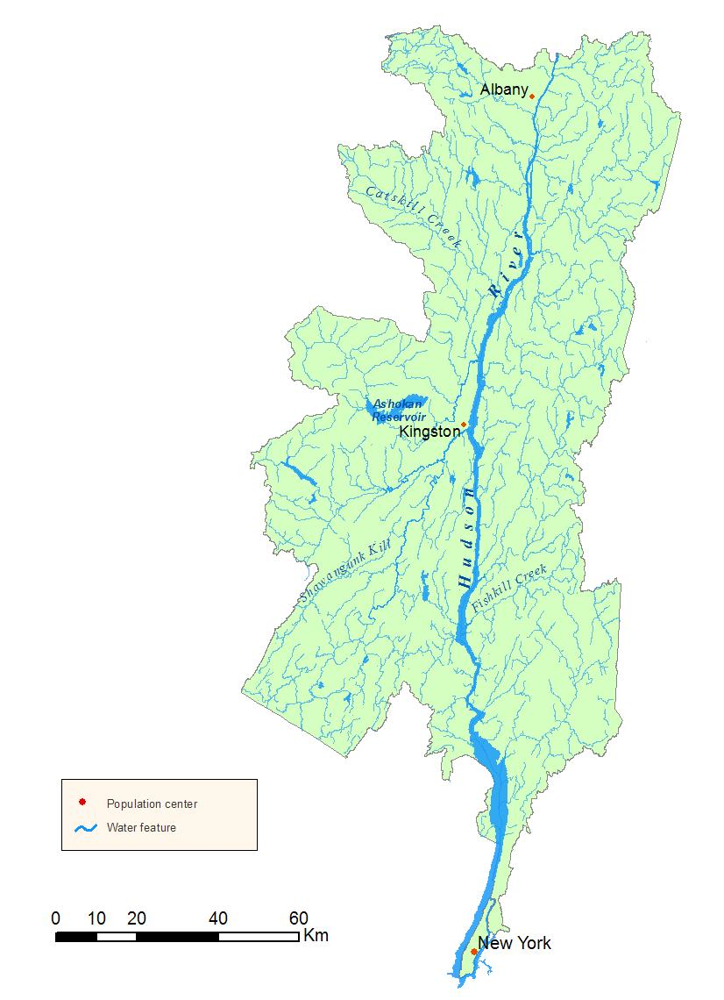 Albany
Catskill Creek
River
Ashokan
Reservoir
Kingston
Hudson
Shawangunk Kill
Fishkill Creek
Population center
Water feature
0 10 20 40 60
Km
New York